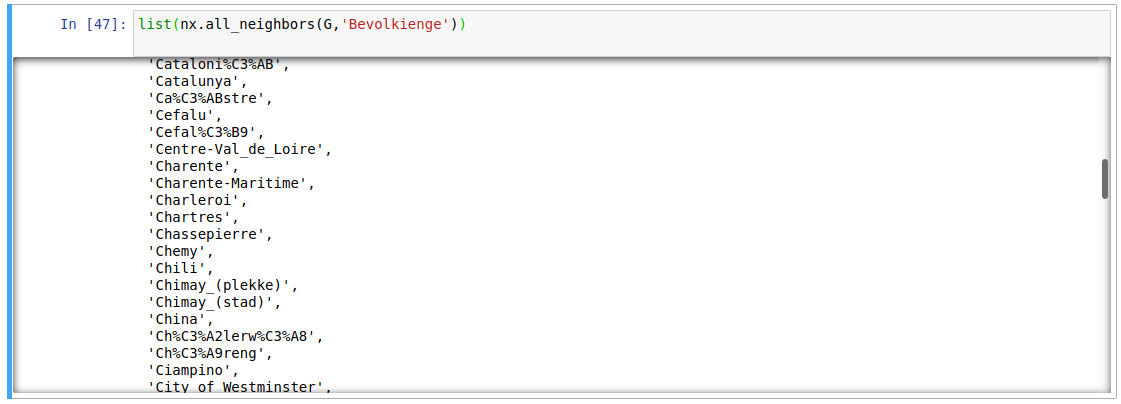 In [47]: list(nx.all_neighbors(G,'Bevolkienge'))
'Cataloni%C3%AB',
'Catalunya',
'Ca%C3%ABstre',
'Cefalu',
'Cefal%C3%B9',
'Centre-Val_de_Loire',
'Charente',
'Charente-Maritime',
'Charleroi',
'Chartres',
'Chassepierre',
'Chemy',
'Chili',
'Chimay_(plekke)',
'Chimay_(stad)',
'China',
'Ch%C3%A2lerw%C3%A8',
'Ch%C3%A9reng',
'Ciampino',
'City_of_Westminster',